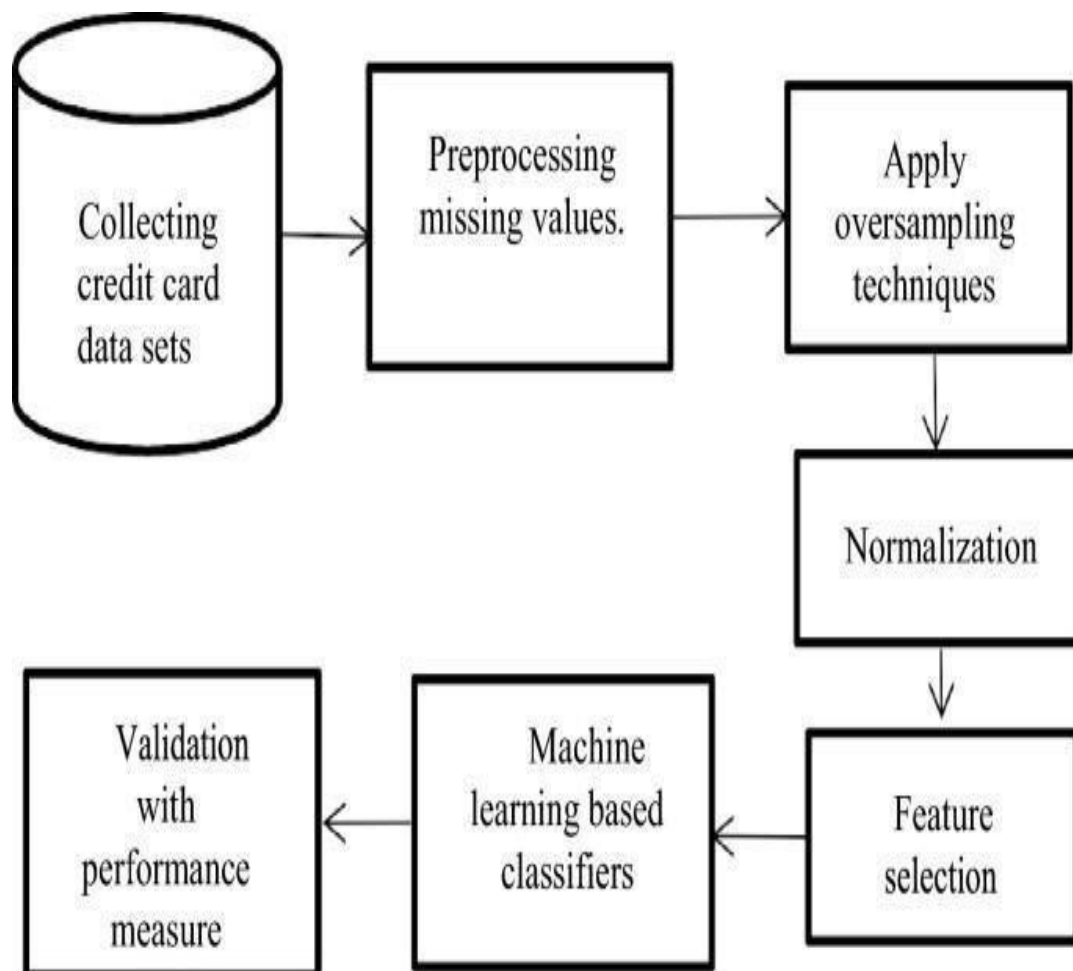 Collecting
credit card
data sets
Preprocessing
missing values.
Apply
oversampling
techniques
Normalization
Feature
selection
Machine
learning based
classifiers
Validation
with
performance
measure